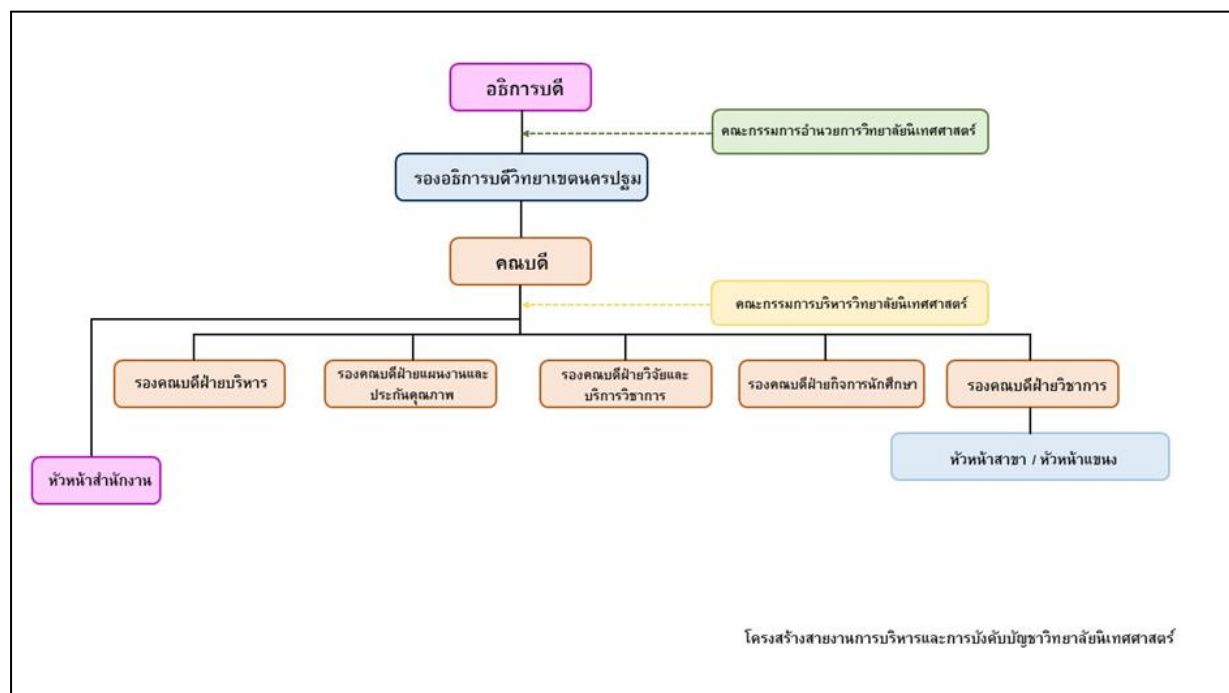 อธิการบดี
คณะกรรมการอำนวยการวิทยาลัยนิเทศศาสตร์
รองอธิการบดีวิทยาเขตนครปฐม
คณบดี
คณะกรรมการบริหารวิทยาลัยนิเทศศาสตร์
รองคณบดีฝ่ายบริหาร
รองคณบดีฝ่ายแผนงานและ
ประกันคุณภาพ
รองคณบดีฝ่ายวิจัยและ
บริการวิชาการ
รองคณบดีฝ่ายกิจการนักศึกษา
รองคณบดีฝ่ายวิชาการ
หัวหน้าสาขา / หัวหน้าแขนง
หัวหน้าสำนักงาน
โครงสร้างสายงานการบริหารและการบังคับบัญชาวิทยาลัยนิเทศศาสตร์